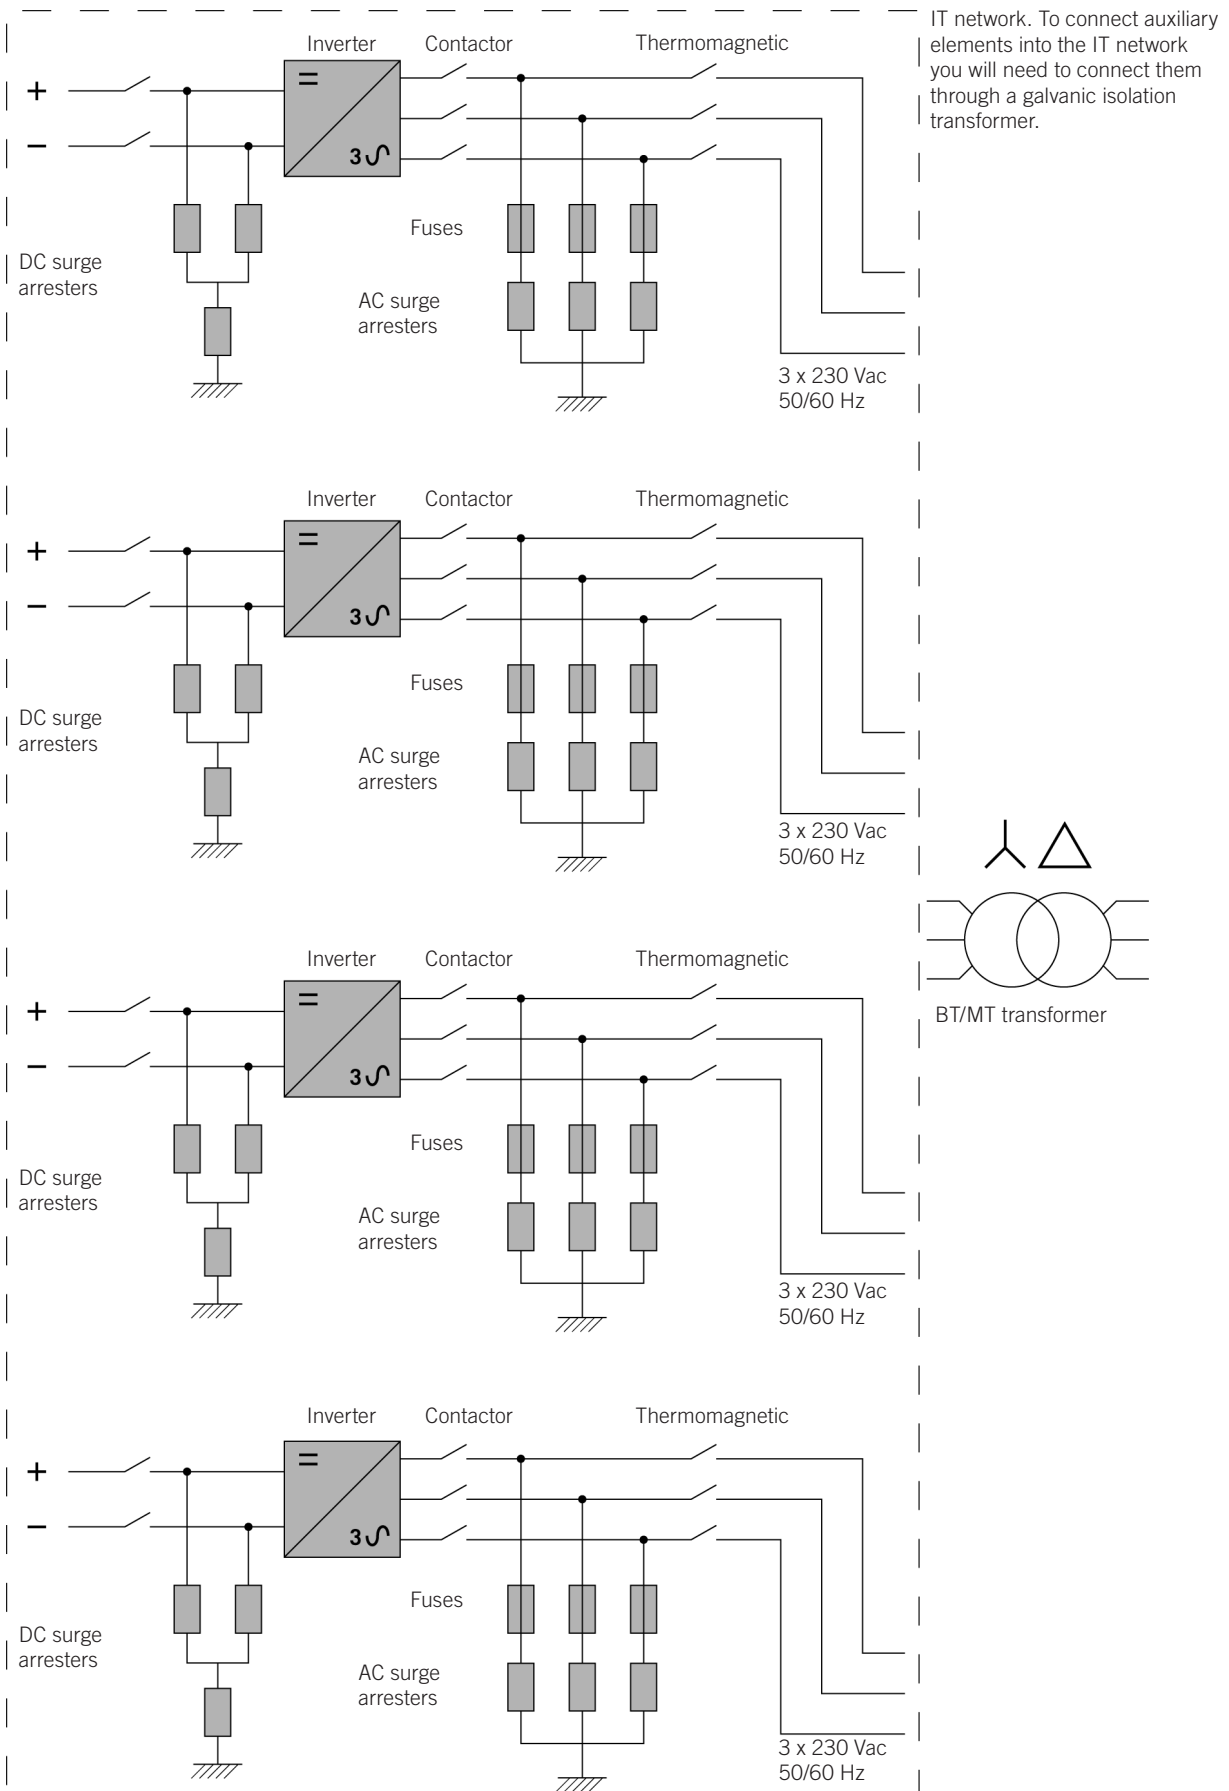 IT network. To connect auxiliary
elements into the IT network
you will need to connect them
through a galvanic isolation
transformer.
Inverter
Contactor
Thermomagnetic
+
−
3
Fuses
DC surge
arresters
AC surge
arresters
3 x 230 Vac
50/60 Hz
Inverter
Contactor
Thermomagnetic
+
−
3
Fuses
DC surge
arresters
AC surge
arresters
3 x 230 Vac
50/60 Hz
BT/MT transformer
Inverter
Contactor
Thermomagnetic
+
−
3
Fuses
DC surge
arresters
AC surge
arresters
3 x 230 Vac
50/60 Hz
Inverter
Contactor
Thermomagnetic
+
−
3
Fuses
DC surge
arresters
AC surge
arresters
3 x 230 Vac
50/60 Hz